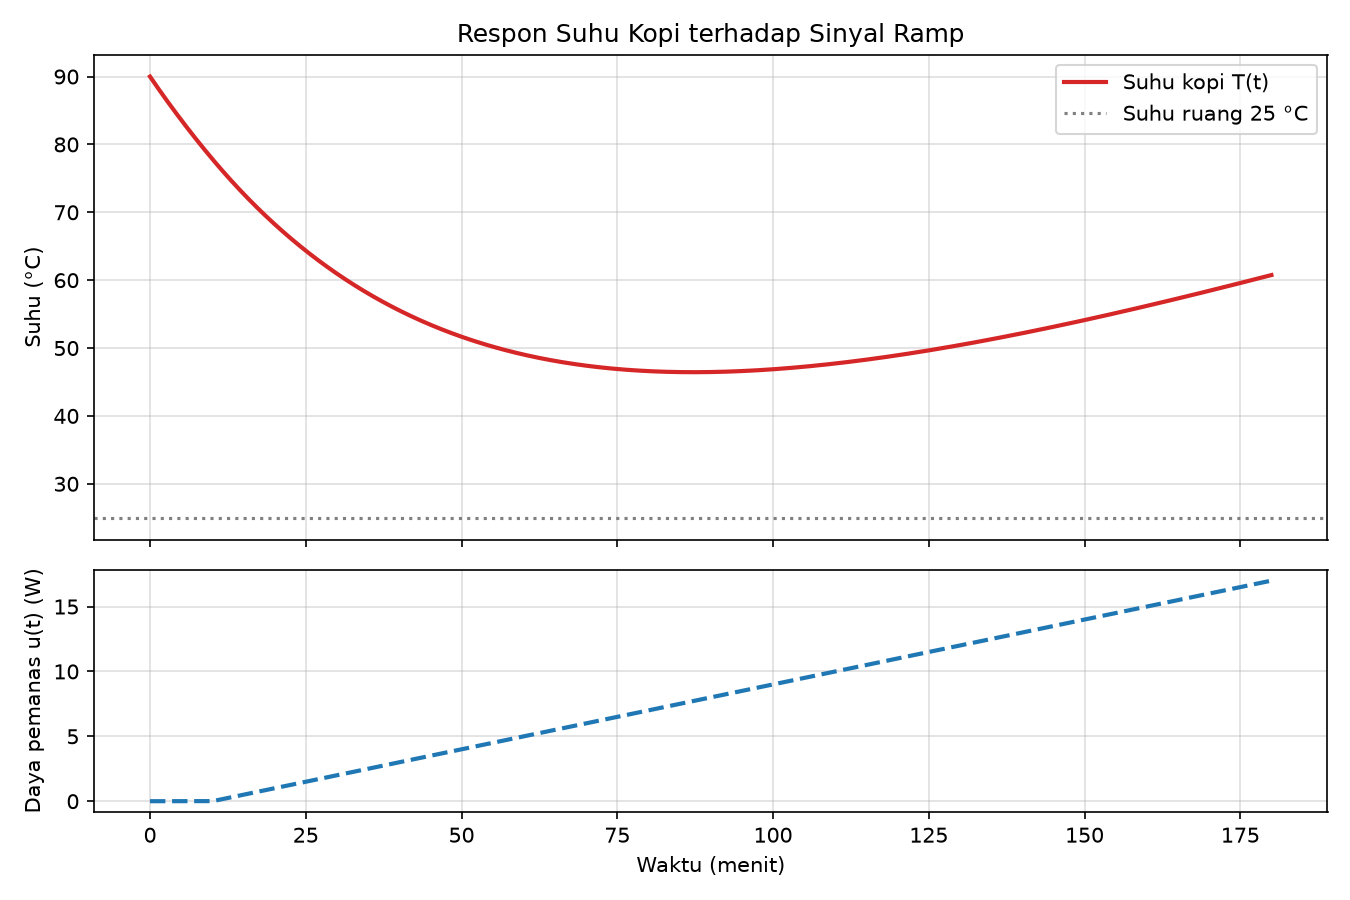 Respon Suhu Kopi terhadap Sinyal Ramp
Suhu kopi T(t)
Suhu ruang 25 °C
Suhu (°C)
90
80
70
60
50
40
30
Daya pemanas u(t) (W)
15
10
5
0
0 25 50 75 100 125 150 175
Waktu (menit)